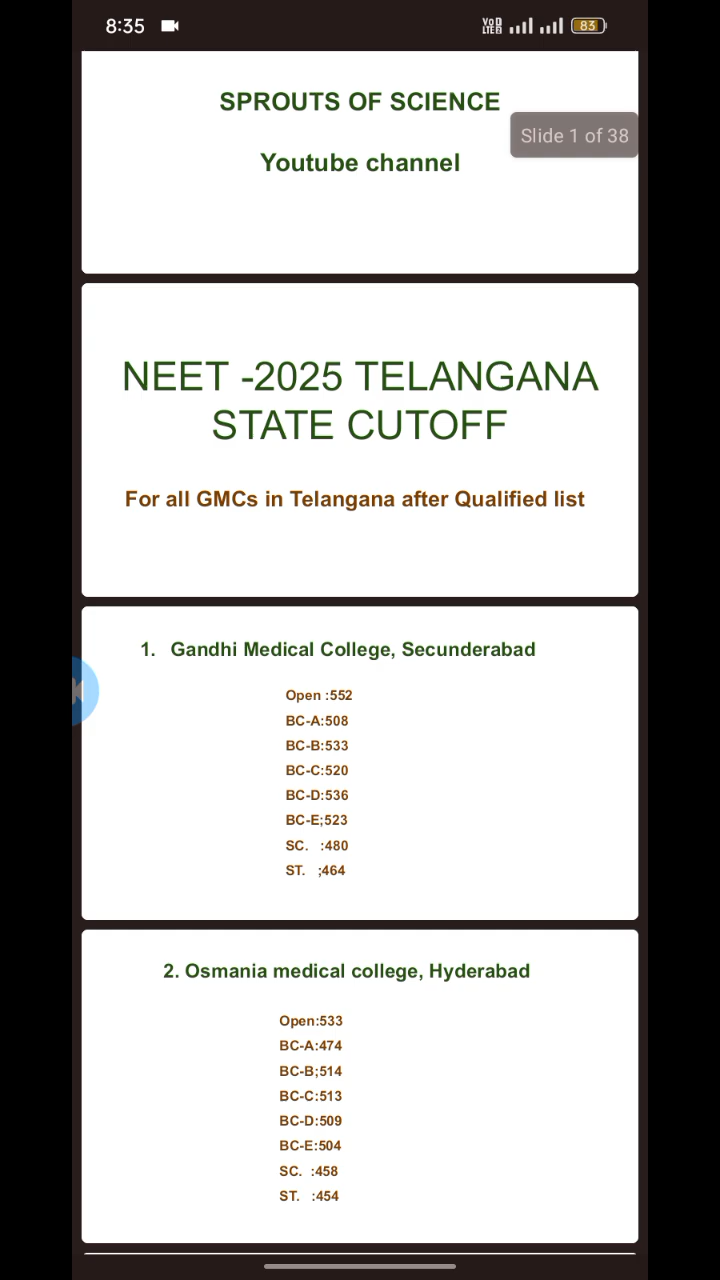 8:35
VoD
LTE2
83
SPROUTS OF SCIENCE
Slide 1 of 38
Youtube channel
NEET -2025 TELANGANA
STATE CUTOFF
For all GMCs in Telangana after Qualified list
1. Gandhi Medical College, Secunderabad
Open :552
BC-A:508
BC-B:533
BC-C:520
BC-D:536
BC-E;523
SC. :480
ST. ;464
2. Osmania medical college, Hyderabad
Open:533
BC-A:474
BC-B;514
BC-C:513
BC-D:509
BC-E:504
SC. :458
ST. :454